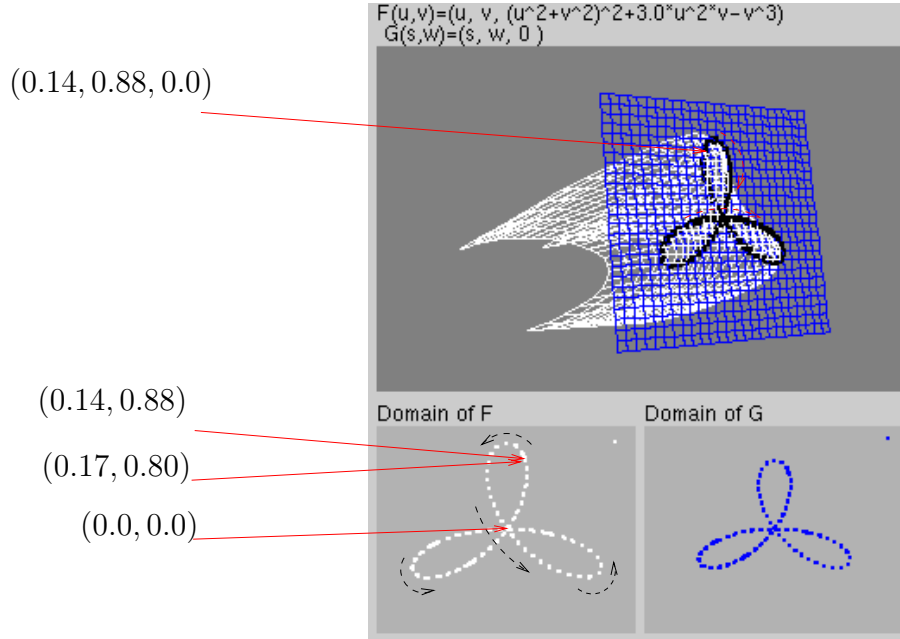 F(u,v)=(u, v, (u^2+v^2)^2+3.0*u^2*v-v^3)
G(s,w)=(s, w, 0 )
(0.14, 0.88, 0.0)
(0.14, 0.88)
Domain of F
Domain of G
(0.17, 0.80)
(0.0, 0.0)